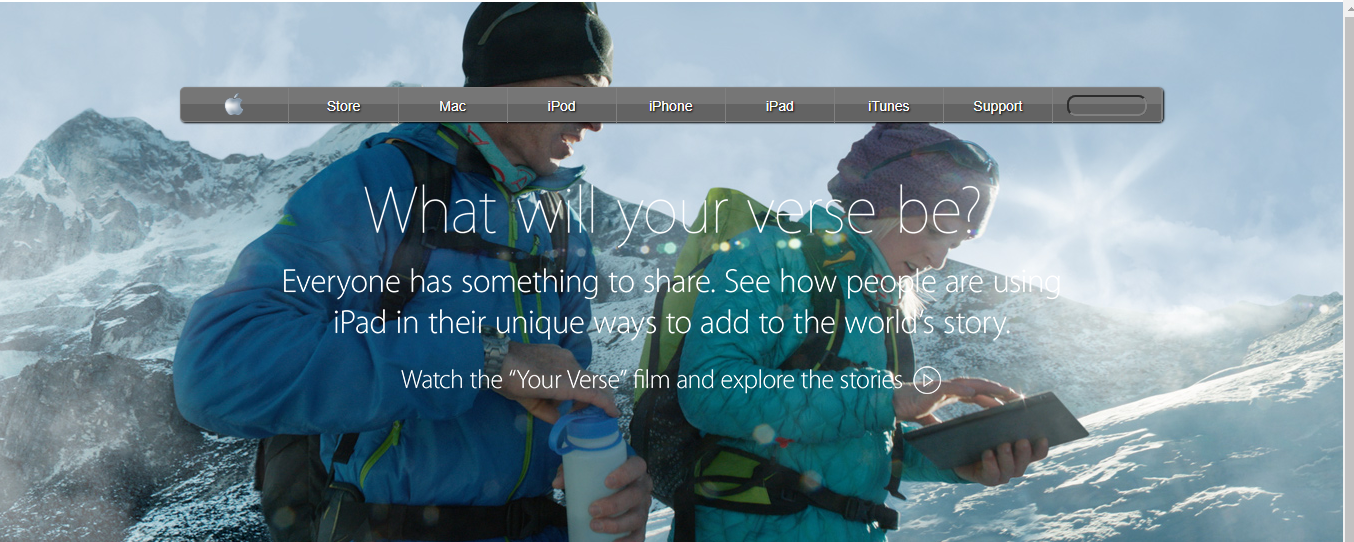 Store Mac iPod iPhone iPad iTunes Support
What will your verse be?
Everyone has something to share. See how people are using
iPad in their unique ways to add to the world's story.
Watch the “Your Verse” film and explore the stories